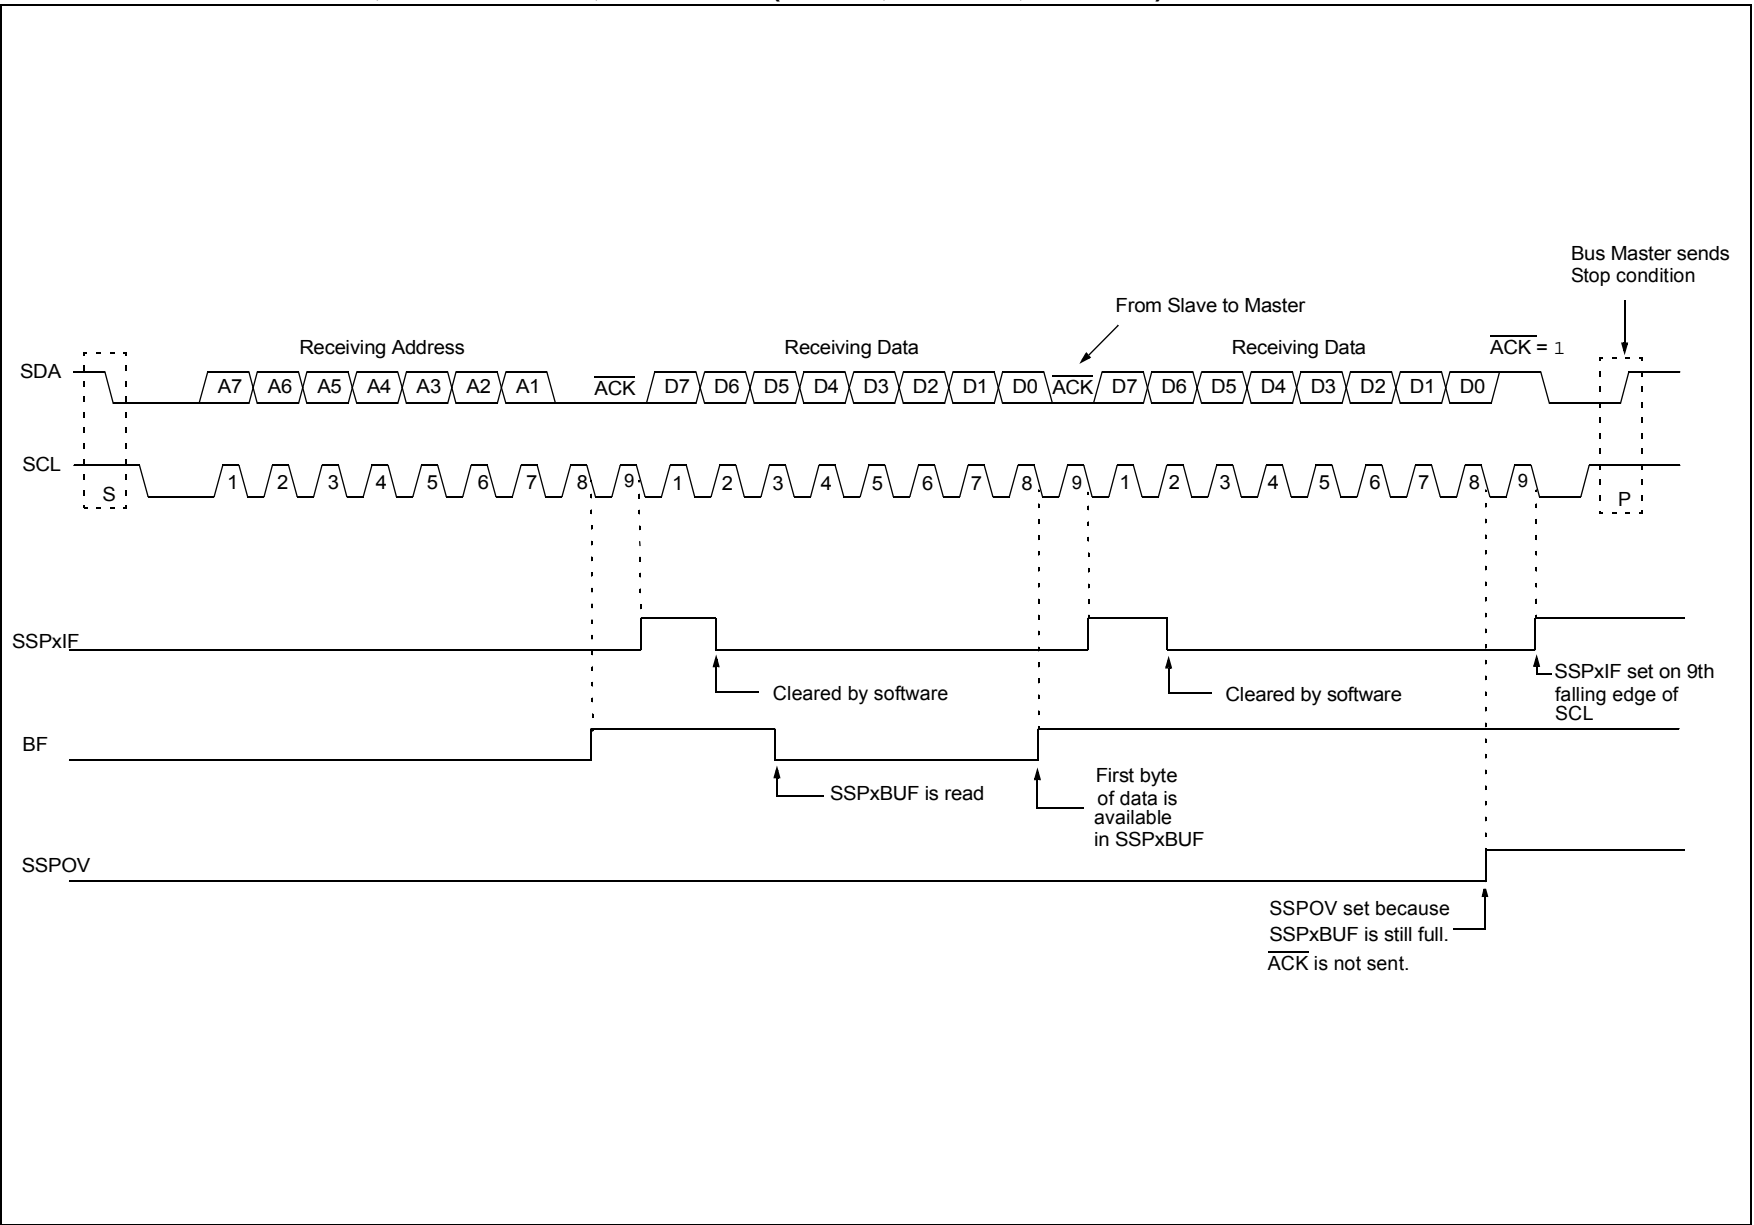 Bus Master sends
Stop condition
From Slave to Master
Receiving Address
Receiving Data
Receiving Data
ACK = 1
SDA
A7 A6 A5 A4 A3 A2 A1 ACK D7 D6 D5 D4 D3 D2 D1 D0 ACK D7 D6 D5 D4 D3 D2 D1 D0
SCL
S 1 2 3 4 5 6 7 8 9 1 2 3 4 5 6 7 8 9 1 2 3 4 5 6 7 8 9 P
SSPxIF
Cleared by software
Cleared by software
SSPxIF set on 9th
falling edge of
SCL
BF
SSPxBUF is read
First byte
of data is
available
in SSPxBUF
SSPOV
SSPOV set because
SSPxBUF is still full.
ACK is not sent.